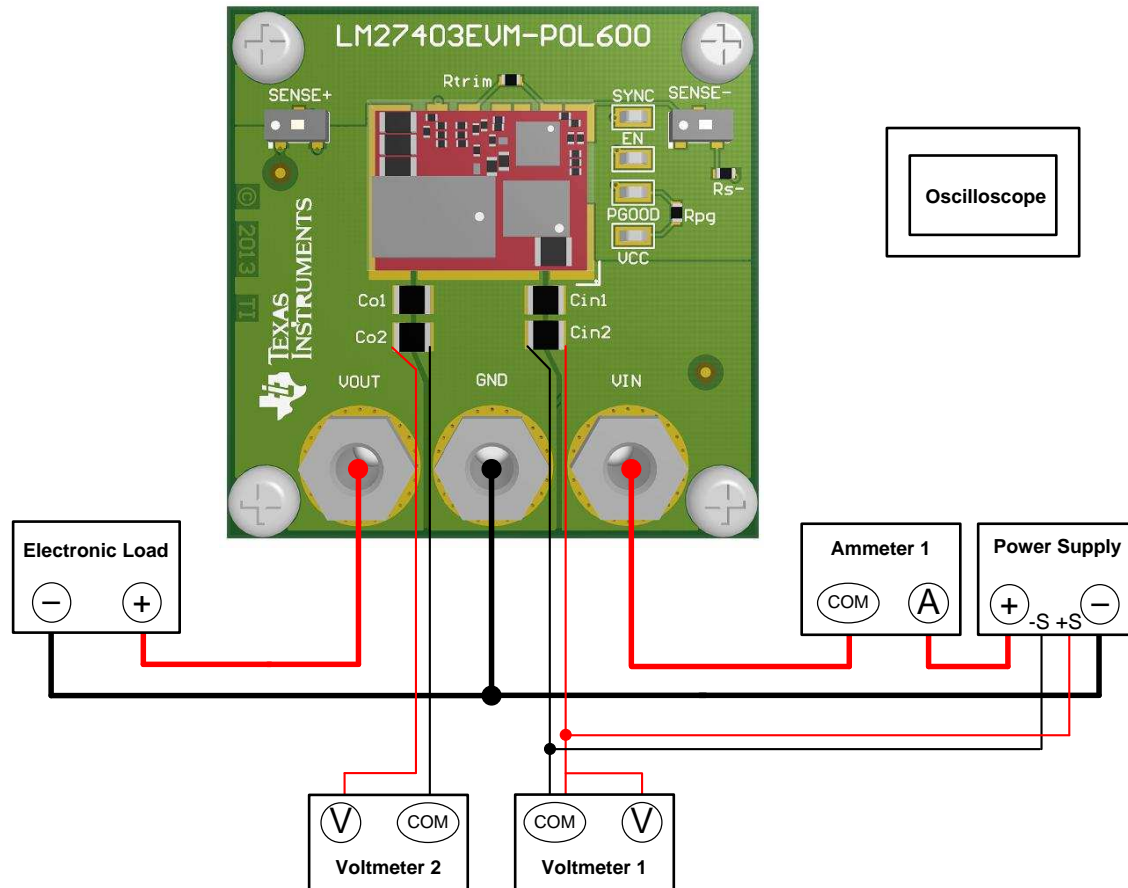 LM27403EVM-POL600
Rtrim
SENSE+
SYNC
SENSE-
EN
Rs-
PGOOD
Rpg
VCC
© 2013 TI
TEXAS
INSTRUMENTS
Co1
Cin1
Co2
Cin2
VOUT
GND
VIN
Oscilloscope
Electronic Load
− +
Ammeter 1
COM A
Power Supply
+ -S +S −
V COM
Voltmeter 2
COM V
Voltmeter 1